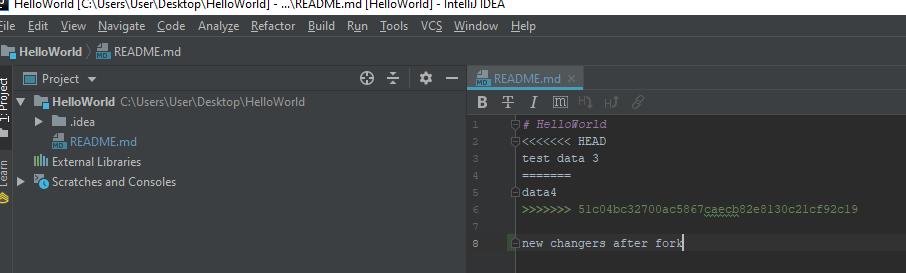 HelloWorld [C:\Users\User\Desktop\HelloWorld] - ...\README.md [HelloWorld] - IntelliJ IDEA
File Edit View Navigate Code Analyze Refactor Build Run Tools VCS Window Help
HelloWorld README.md
1: Project
Learn
Project
HelloWorld C:\Users\User\Desktop\HelloWorld
.idea
README.md
External Libraries
Scratches and Consoles
README.md
B T I m H H
1 # HelloWorld
2 <<<<<<< HEAD
3 test data 3
4 =======
5 data4
6 >>>>>>> 51c04bc32700ac5867caecb82e8130c21cf92c19
7
8 new changers after fork